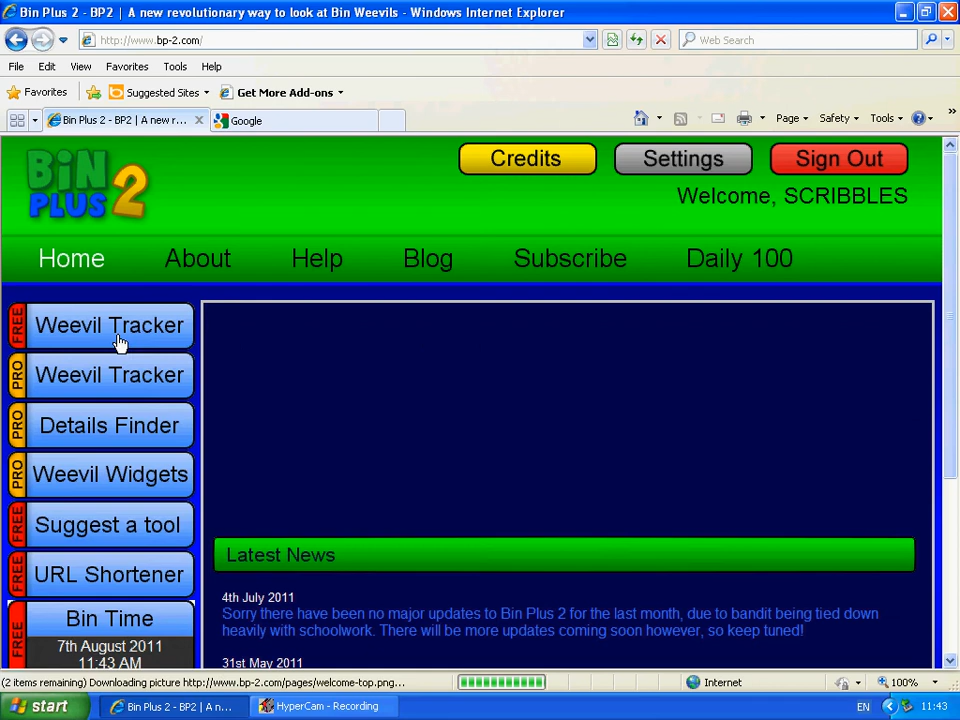 Bin Plus 2 - BP2 | A new revolutionary way to look at Bin Weevils - Windows Internet Explorer
http://www.bp-2.com/
Web Search
File Edit View Favorites Tools Help
Favorites Suggested Sites Get More Add-ons
Bin Plus 2 - BP2 | A new r... Google Page Safety Tools
BiN PLUS 2
Credits Settings Sign Out
Welcome, SCRIBBLES
Home About Help Blog Subscribe Daily 100
FREE Weevil Tracker
PRO Weevil Tracker
PRO Details Finder
PRO Weevil Widgets
FREE Suggest a tool
FREE URL Shortener
FREE Bin Time
7th August 2011
11:43 AM
Latest News
4th July 2011
Sorry there have been no major updates to Bin Plus 2 for the last month, due to bandit being tied down
heavily with schoolwork. There will be more updates coming soon however, so keep tuned!
31st May 2011
(2 items remaining) Downloading picture http://www.bp-2.com/pages/welcome-top.png... Internet 100%
start Bin Plus 2 - BP2 | A n... HyperCam - Recording EN 11:43